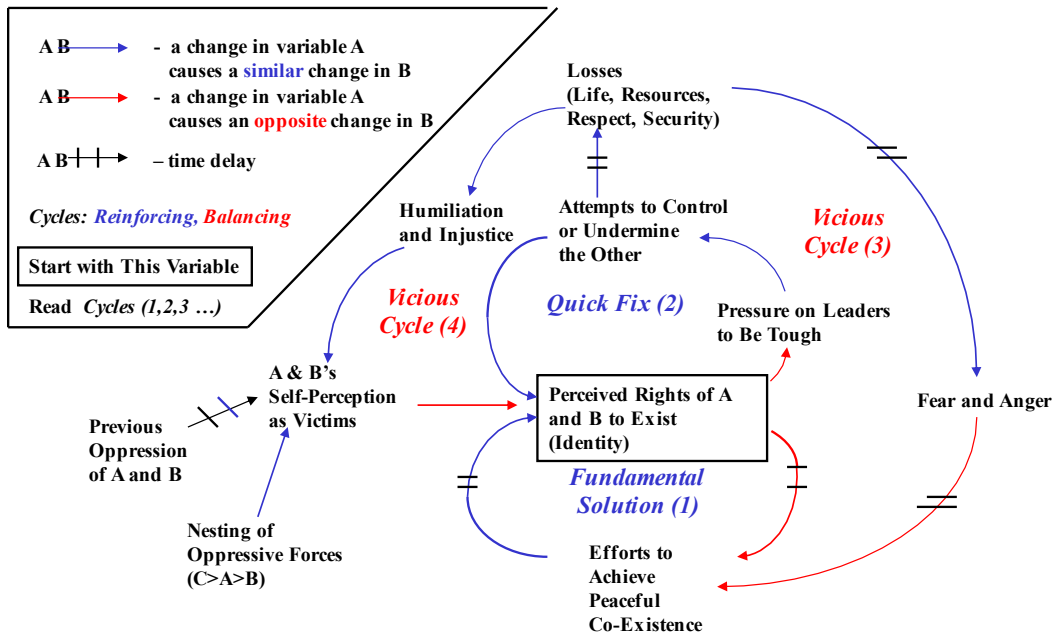 A B
- a change in variable A
causes a similar change in B
A B
- a change in variable A
causes an opposite change in B
A B
– time delay
Cycles: Reinforcing, Balancing
Start with This Variable
Read Cycles (1,2,3 …)
Losses
(Life, Resources,
Respect, Security)
Humiliation
and Injustice
Attempts to Control
or Undermine
the Other
Vicious
Cycle (3)
Vicious
Cycle (4)
Quick Fix (2)
Pressure on Leaders
to Be Tough
A & B’s
Self-Perception
as Victims
Perceived Rights of A
and B to Exist
(Identity)
Fear and Anger
Previous
Oppression
of A and B
Fundamental
Solution (1)
Nesting of
Oppressive Forces
(C>A>B)
Efforts to
Achieve
Peaceful
Co-Existence